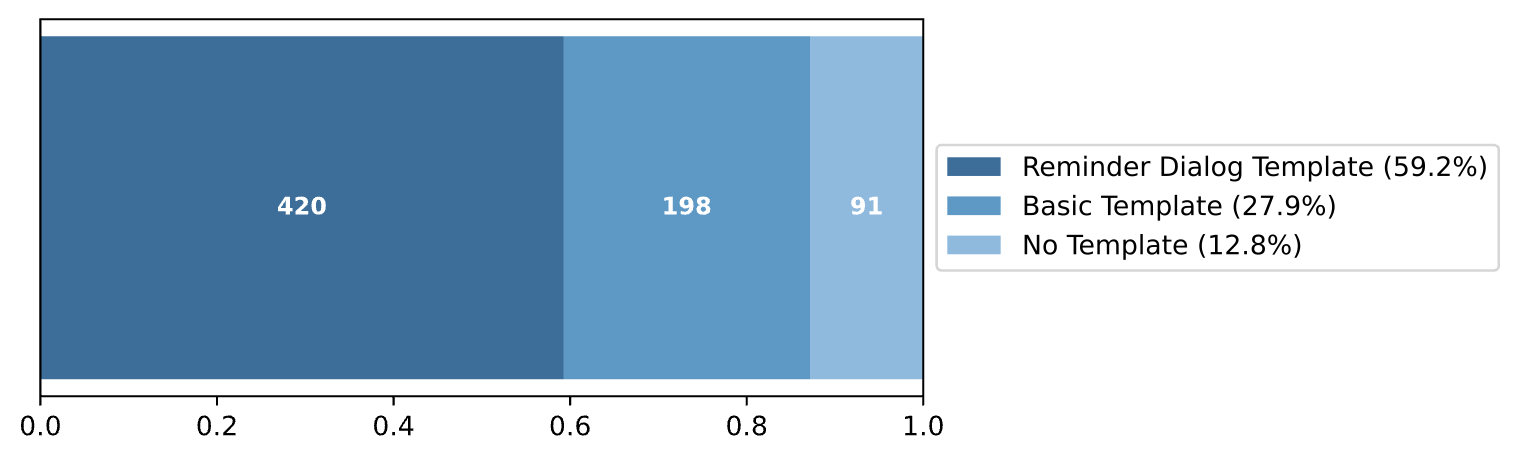 420 198 91
Reminder Dialog Template (59.2%)
Basic Template (27.9%)
No Template (12.8%)
0.0 0.2 0.4 0.6 0.8 1.0